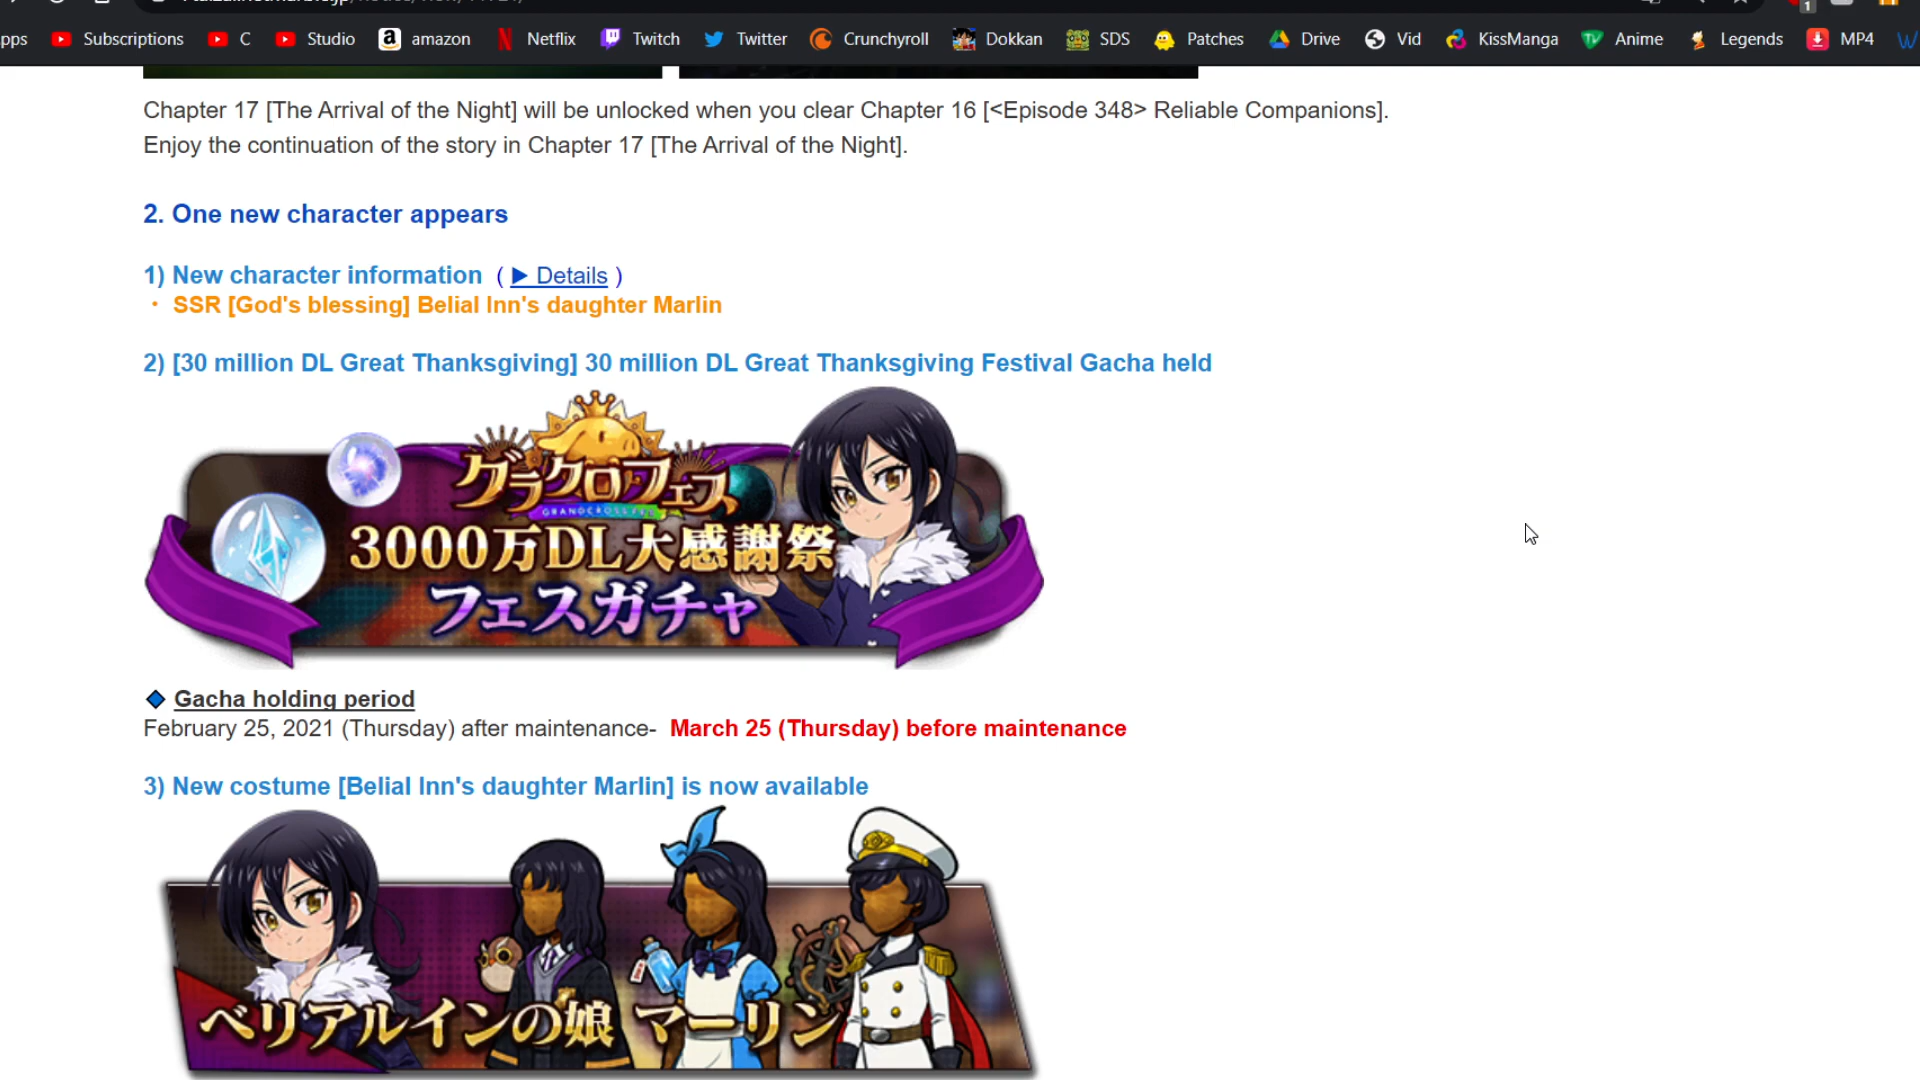 pps Subscriptions C Studio amazon Netflix Twitch Twitter Crunchyroll Dokkan SDS Patches Drive Vid KissManga Anime Legends MP4
Chapter 17 [The Arrival of the Night] will be unlocked when you clear Chapter 16 [<Episode 348> Reliable Companions].
Enjoy the continuation of the story in Chapter 17 [The Arrival of the Night].
2. One new character appears
1) New character information ( ▶ Details )
・ SSR [God's blessing] Belial Inn's daughter Marlin
2) [30 million DL Great Thanksgiving] 30 million DL Great Thanksgiving Festival Gacha held
グラクロフェス
3000万DL大感謝祭
フェスガチャ
◆ Gacha holding period
February 25, 2021 (Thursday) after maintenance- March 25 (Thursday) before maintenance
3) New costume [Belial Inn's daughter Marlin] is now available
ベリアルインの娘 マーリン